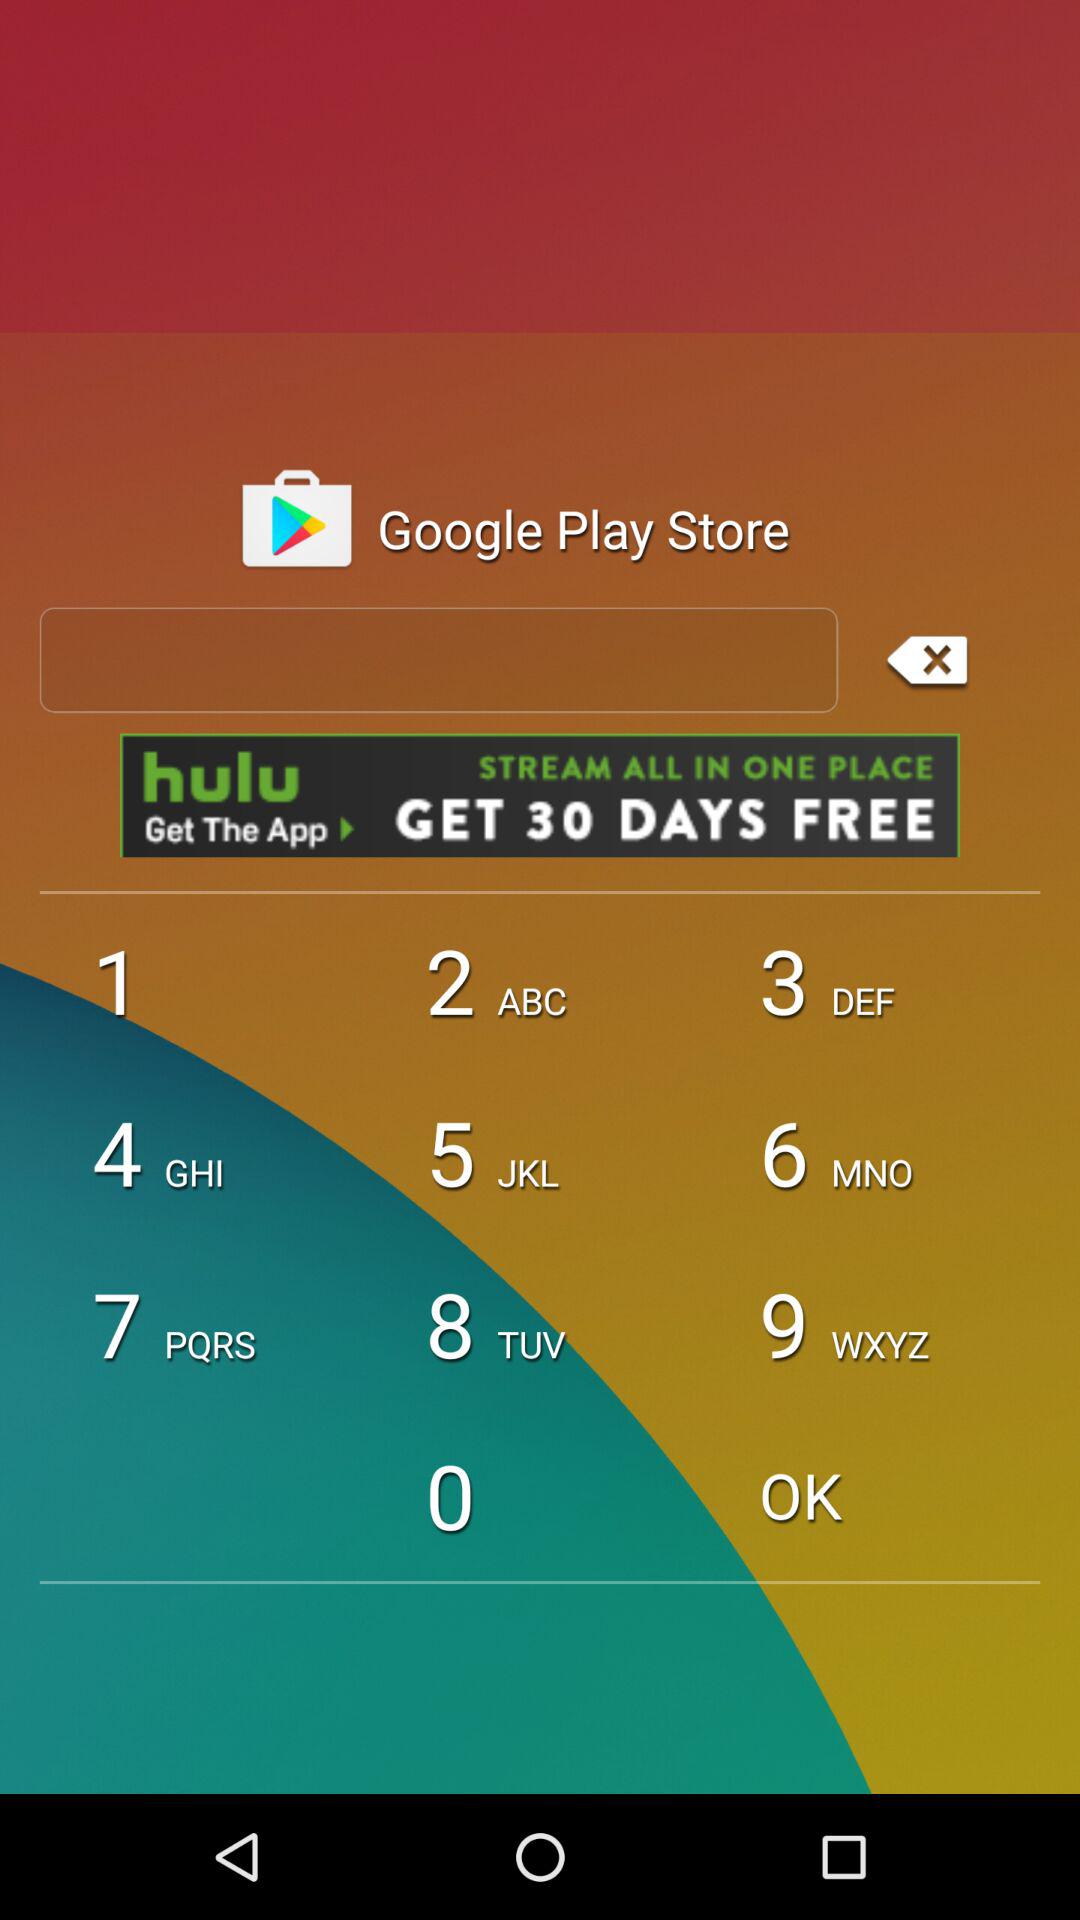 Google Play Store
hulu
Get The App
STREAM ALL IN ONE PLACE
GET 30 DAYS FREE
1 2 ABC 3 DEF
4 GHI 5 JKL 6 MNO
7 PQRS 8 TUV 9 WXYZ
0 OK